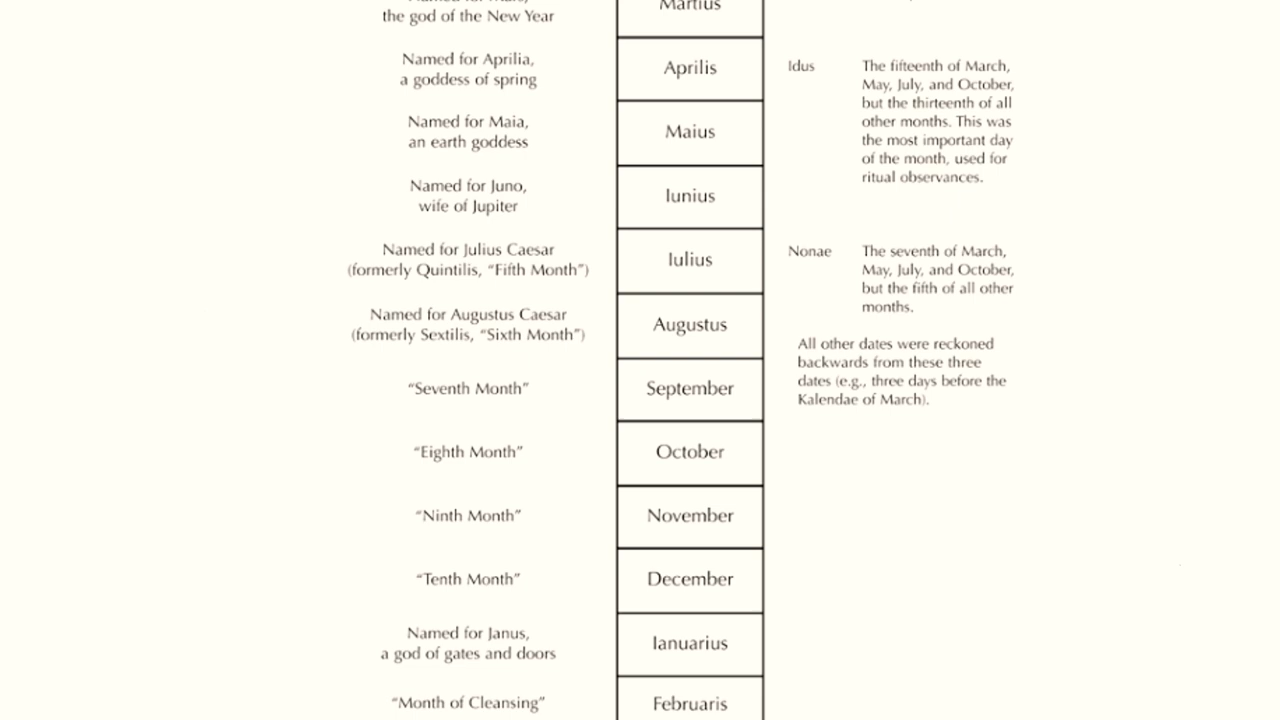 the god of the New Year
Martius
Named for Aprilia,
a goddess of spring
Aprilis
Named for Maia,
an earth goddess
Maius
Named for Juno,
wife of Jupiter
Iunius
Named for Julius Caesar
(formerly Quintilis, “Fifth Month”)
Iulius
Named for Augustus Caesar
(formerly Sextilis, “Sixth Month”)
Augustus
“Seventh Month”
September
“Eighth Month”
October
“Ninth Month”
November
“Tenth Month”
December
Named for Janus,
a god of gates and doors
Ianuarius
“Month of Cleansing”
Februaris
Idus
The fifteenth of March,
May, July, and October,
but the thirteenth of all
other months. This was
the most important day
of the month, used for
ritual observances.
Nonae
The seventh of March,
May, July, and October,
but the fifth of all other
months.
All other dates were reckoned
backwards from these three
dates (e.g., three days before the
Kalendae of March).